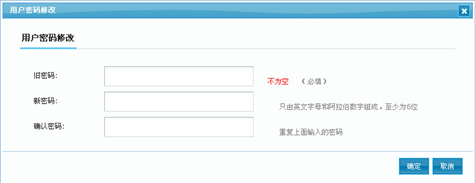 用户密码修改
用户密码修改
旧密码： 不为空 （必填）
新密码： 只由英文字母和阿拉伯数字组成，至少为6位
确认密码： 重复上面输入的密码
确定 取消